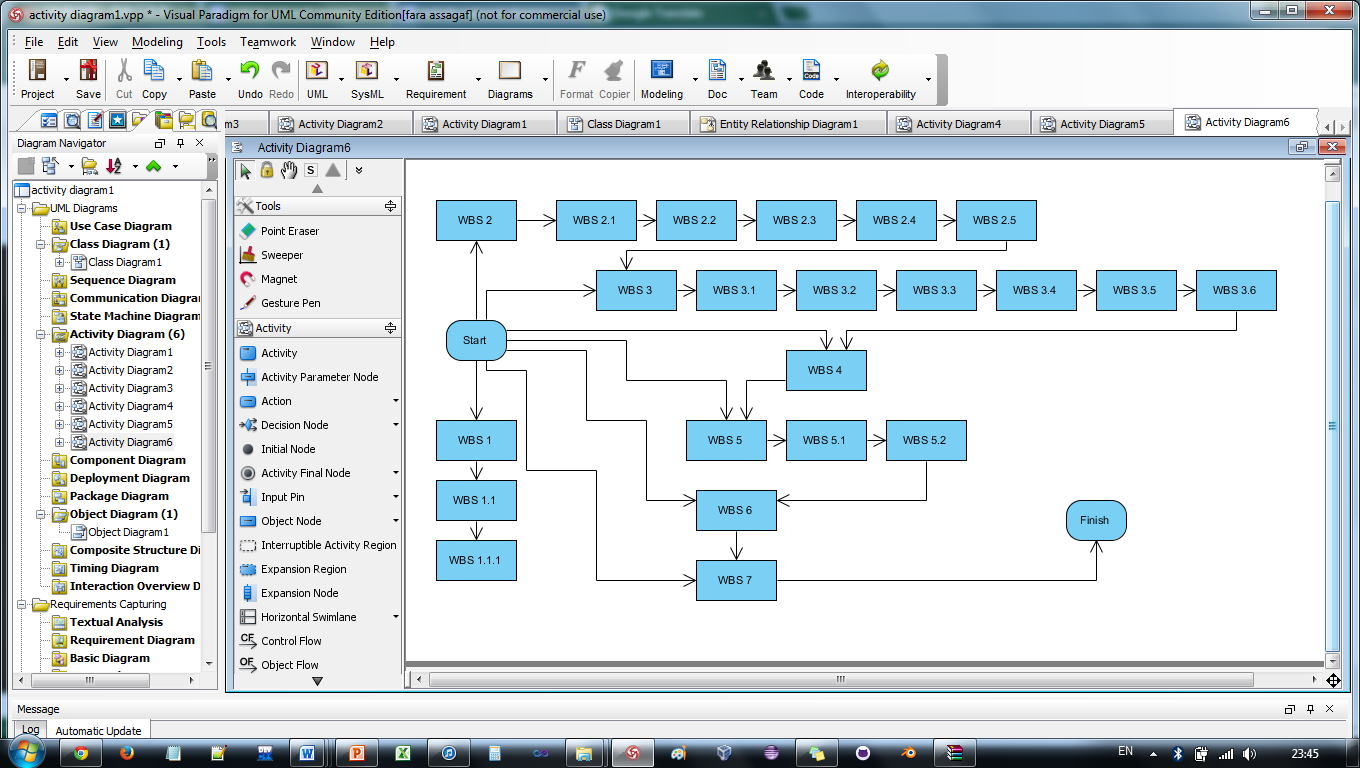 activity diagram1.vpp * - Visual Paradigm for UML Community Edition[fara assagaf] (not for commercial use)
File Edit View Modeling Tools Teamwork Window Help
Project Save Cut Copy Paste Undo Redo UML SysML Requirement Diagrams Format Copier Modeling Doc Team Code Interoperability
m3 Activity Diagram2 Activity Diagram1 Class Diagram1 Entity Relationship Diagram1 Activity Diagram4 Activity Diagram5 Activity Diagram6
Diagram Navigator
activity diagram1
UML Diagrams
Use Case Diagram
Class Diagram (1)
Class Diagram1
Sequence Diagram
Communication Diagra
State Machine Diagram
Activity Diagram (6)
Activity Diagram1
Activity Diagram2
Activity Diagram3
Activity Diagram4
Activity Diagram5
Activity Diagram6
Component Diagram
Deployment Diagram
Package Diagram
Object Diagram (1)
Object Diagram1
Composite Structure Di
Timing Diagram
Interaction Overview D
Requirements Capturing
Textual Analysis
Requirement Diagram
Basic Diagram
Activity Diagram6
S
Tools
Point Eraser
Sweeper
Magnet
Gesture Pen
Activity
Activity
Activity Parameter Node
Action
Decision Node
Initial Node
Activity Final Node
Input Pin
Object Node
Interruptible Activity Region
Expansion Region
Expansion Node
Horizontal Swimlane
CF Control Flow
OF Object Flow
WBS 2 WBS 2.1 WBS 2.2 WBS 2.3 WBS 2.4 WBS 2.5
WBS 3 WBS 3.1 WBS 3.2 WBS 3.3 WBS 3.4 WBS 3.5 WBS 3.6
Start
WBS 4
WBS 1 WBS 5 WBS 5.1 WBS 5.2
WBS 1.1 WBS 6
Finish
WBS 1.1.1 WBS 7
Message
Log Automatic Update
EN 23:45